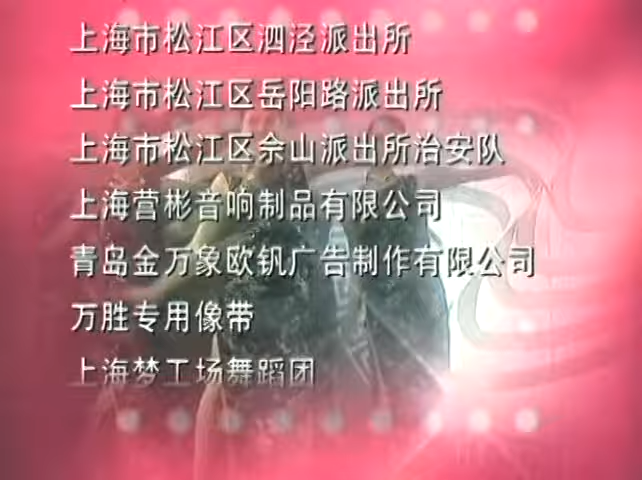 上海市松江区泗泾派出所
上海市松江区岳阳路派出所
上海市松江区佘山派出所治安队
上海营彬音响制品有限公司
青岛金万象欧钒广告制作有限公司
万胜专用像带
上海梦工场舞蹈团